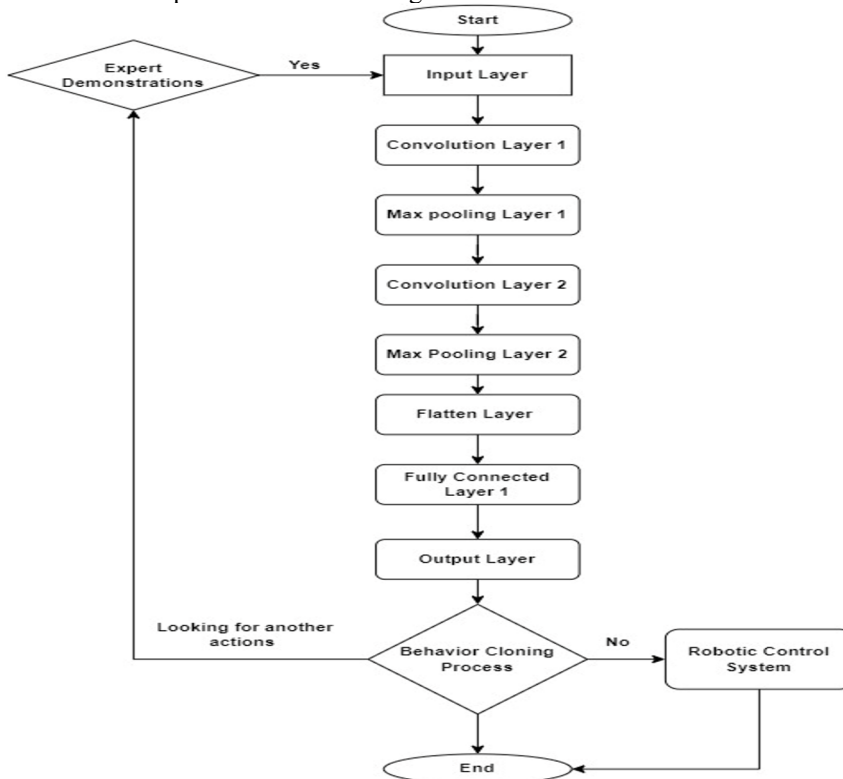 Start
Expert
Demonstrations
Yes
Input Layer
Convolution Layer 1
Max pooling Layer 1
Convolution Layer 2
Max Pooling Layer 2
Flatten Layer
Fully Connected
Layer 1
Output Layer
Looking for another
actions
Behavior Cloning
Process
No
Robotic Control
System
End